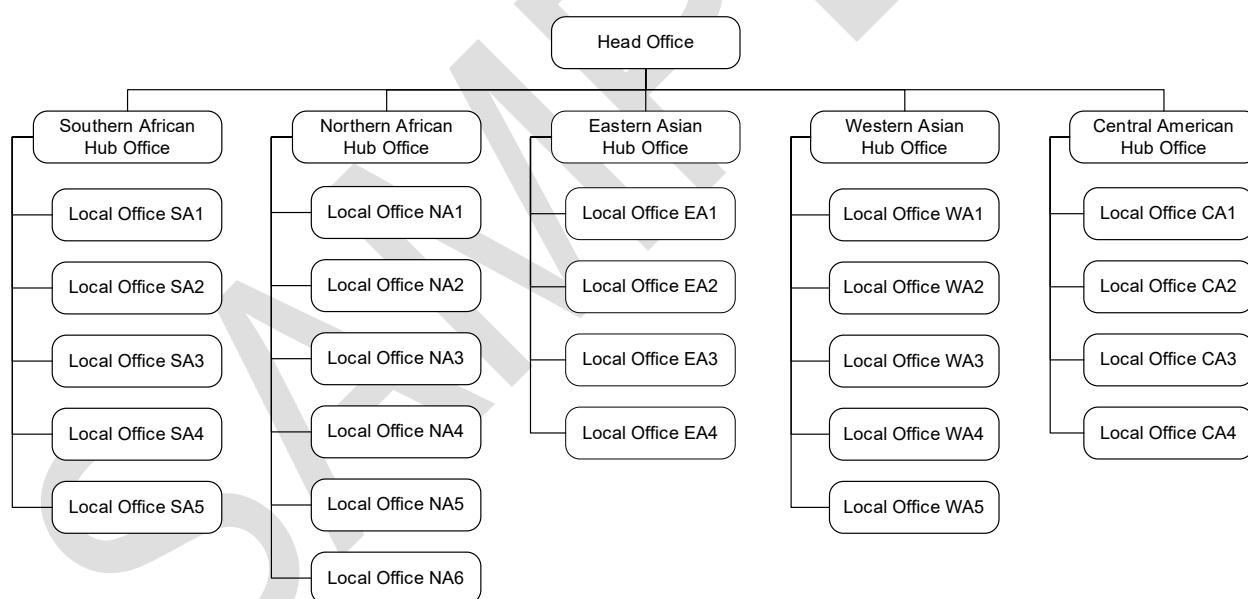 Head Office
Southern African
Hub Office
Local Office SA1
Local Office SA2
Local Office SA3
Local Office SA4
Local Office SA5
Northern African
Hub Office
Local Office NA1
Local Office NA2
Local Office NA3
Local Office NA4
Local Office NA5
Local Office NA6
Eastern Asian
Hub Office
Local Office EA1
Local Office EA2
Local Office EA3
Local Office EA4
Western Asian
Hub Office
Local Office WA1
Local Office WA2
Local Office WA3
Local Office WA4
Local Office WA5
Central American
Hub Office
Local Office CA1
Local Office CA2
Local Office CA3
Local Office CA4